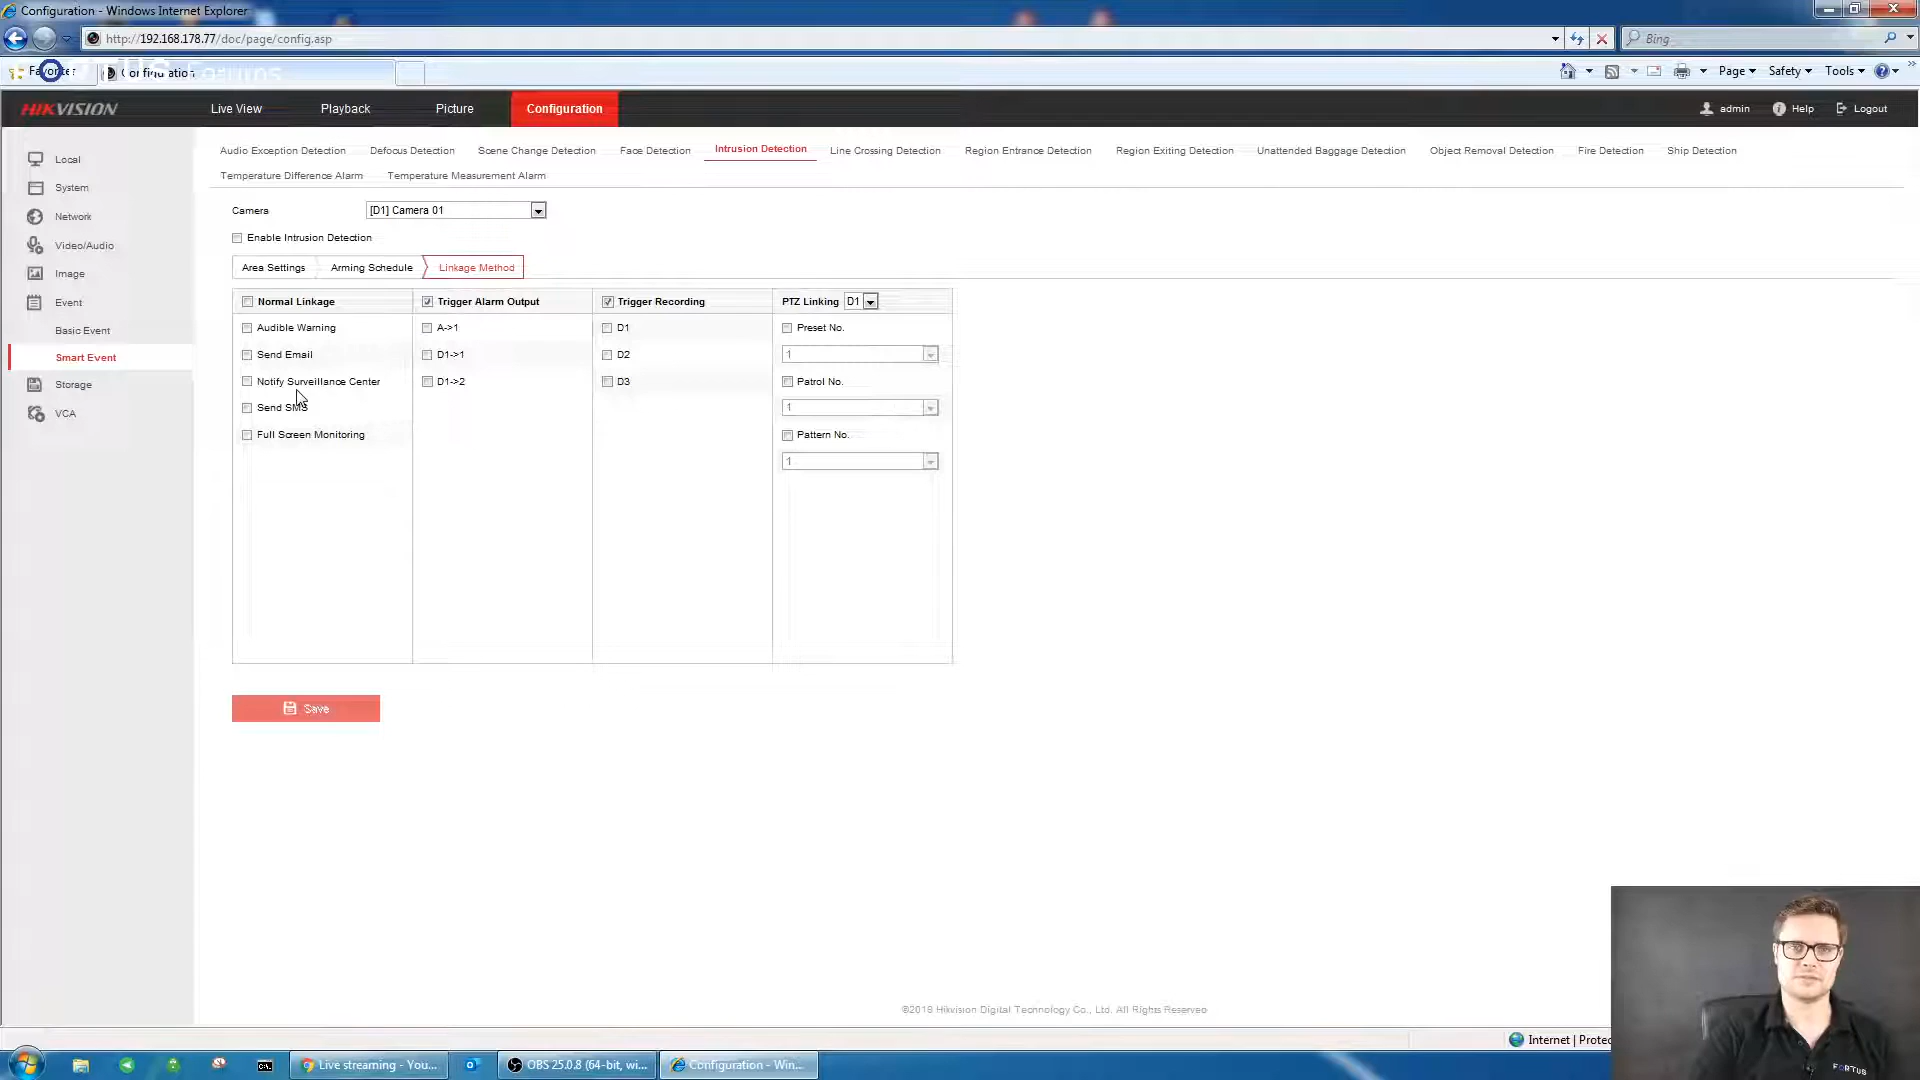 Configuration - Windows Internet Explorer
http://192.168.178.77/doc/page/config.asp
Bing
Configuration
Forums
Page
Safety
Tools
HIKVISION
Live View
Playback
Picture
Configuration
admin
Help
Logout
Local
System
Network
Video/Audio
Image
Event
Basic Event
Smart Event
Storage
VCA
Audio Exception Detection
Defocus Detection
Scene Change Detection
Face Detection
Intrusion Detection
Line Crossing Detection
Region Entrance Detection
Region Exiting Detection
Unattended Baggage Detection
Object Removal Detection
Fire Detection
Ship Detection
Temperature Difference Alarm
Temperature Measurement Alarm
Camera
[D1] Camera 01
Enable Intrusion Detection
Area Settings
Arming Schedule
Linkage Method
Normal Linkage
Audible Warning
Send Email
Notify Surveillance Center
Send SMS
Full Screen Monitoring
Trigger Alarm Output
A->1
D1->1
D1->2
Trigger Recording
D1
D2
D3
PTZ Linking
D1
Preset No.
1
Patrol No.
1
Pattern No.
1
Save
©2018 Hikvision Digital Technology Co., Ltd. All Rights Reserved
Internet | Protec
Live streaming - You...
OBS 25.0.8 (64-bit, wi...
Configuration - Win...
FORTUS